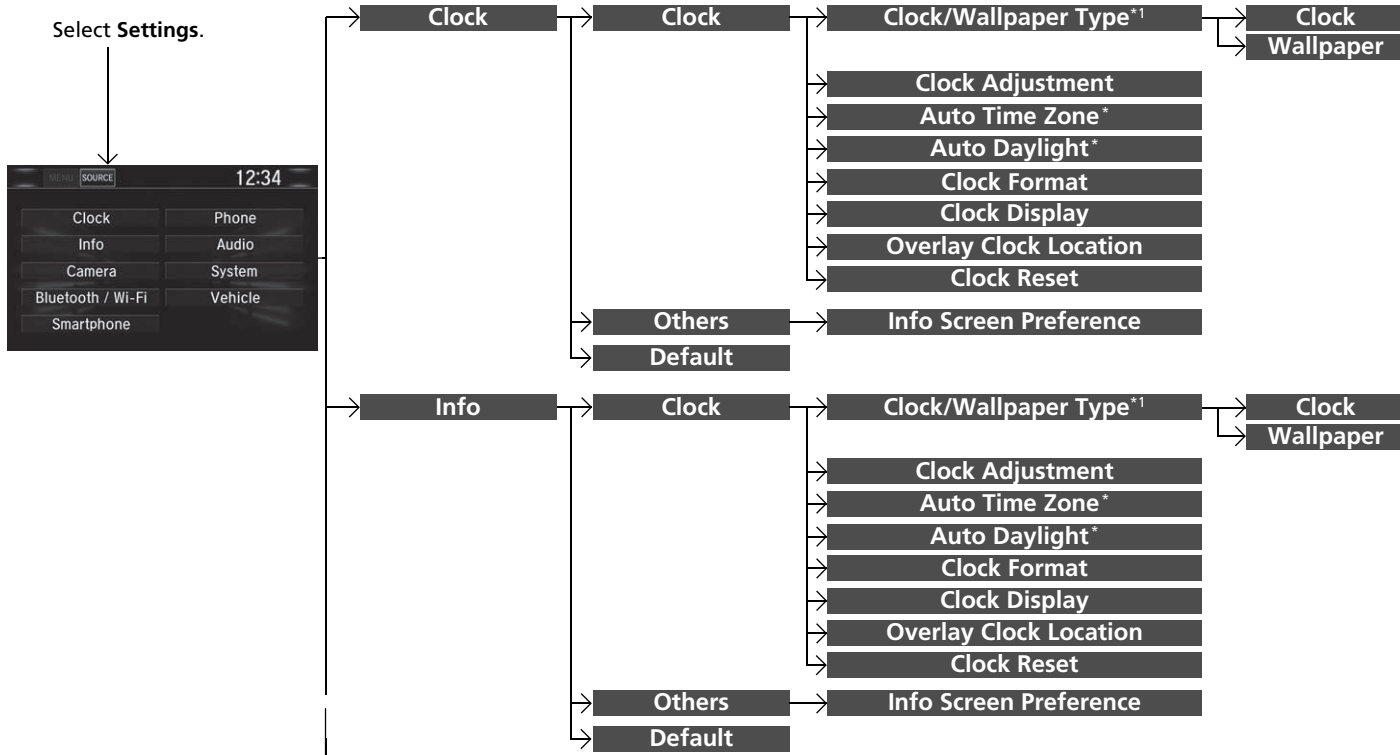 Select Settings.
MENU SOURCE 12:34
Clock Phone
Info Audio
Camera System
Bluetooth / Wi-Fi Vehicle
Smartphone
Clock
Clock
Clock/Wallpaper Type*1
Clock
Wallpaper
Clock Adjustment
Auto Time Zone*
Auto Daylight*
Clock Format
Clock Display
Overlay Clock Location
Clock Reset
Others
Info Screen Preference
Default
Info
Clock
Clock/Wallpaper Type*1
Clock
Wallpaper
Clock Adjustment
Auto Time Zone*
Auto Daylight*
Clock Format
Clock Display
Overlay Clock Location
Clock Reset
Others
Info Screen Preference
Default